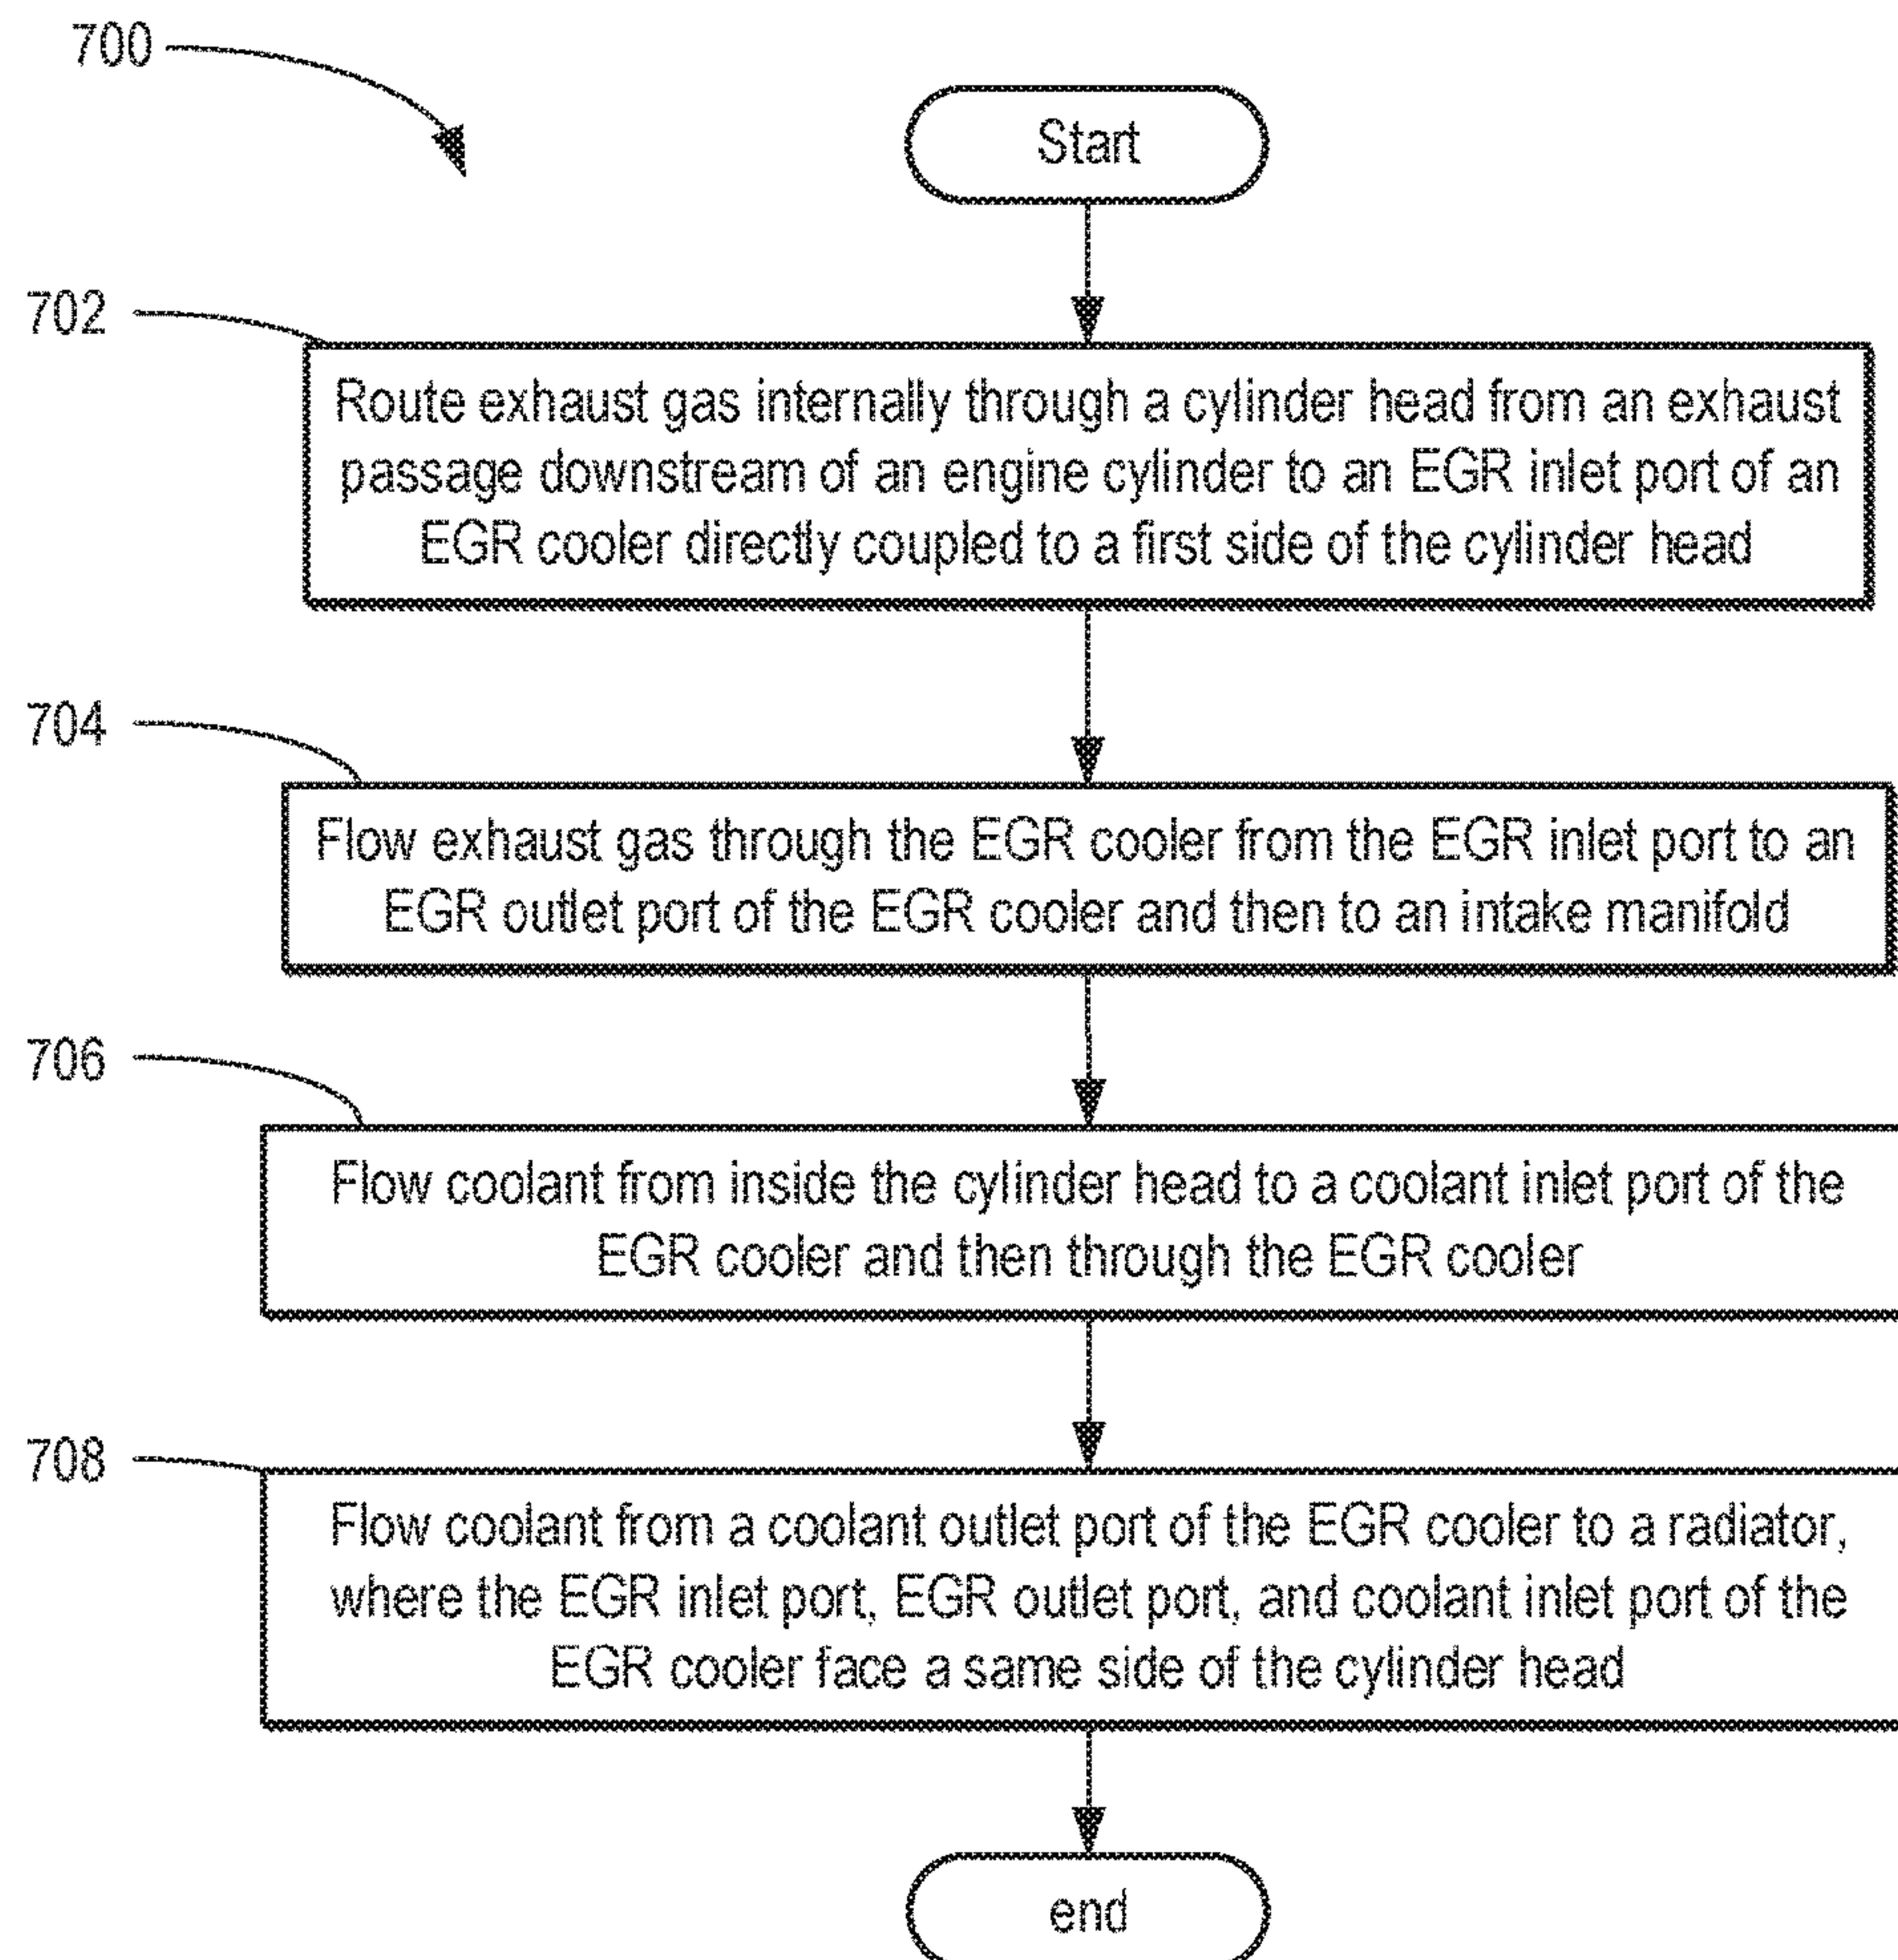 700
Start
702
Route exhaust gas internally through a cylinder head from an exhaust
passage downstream of an engine cylinder to an EGR inlet port of an
EGR cooler directly coupled to a first side of the cylinder head
704
Flow exhaust gas through the EGR cooler from the EGR inlet port to an
EGR outlet port of the EGR cooler and then to an intake manifold
706
Flow coolant from inside the cylinder head to a coolant inlet port of the
EGR cooler and then through the EGR cooler
708
Flow coolant from a coolant outlet port of the EGR cooler to a radiator,
where the EGR inlet port, EGR outlet port, and coolant inlet port of the
EGR cooler face a same side of the cylinder head
end